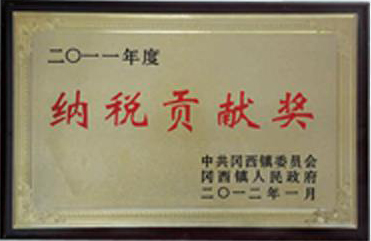 二〇一一年度
纳税贡献奖
中共冈西镇委员会
冈西镇人民政府
二〇一二年一月